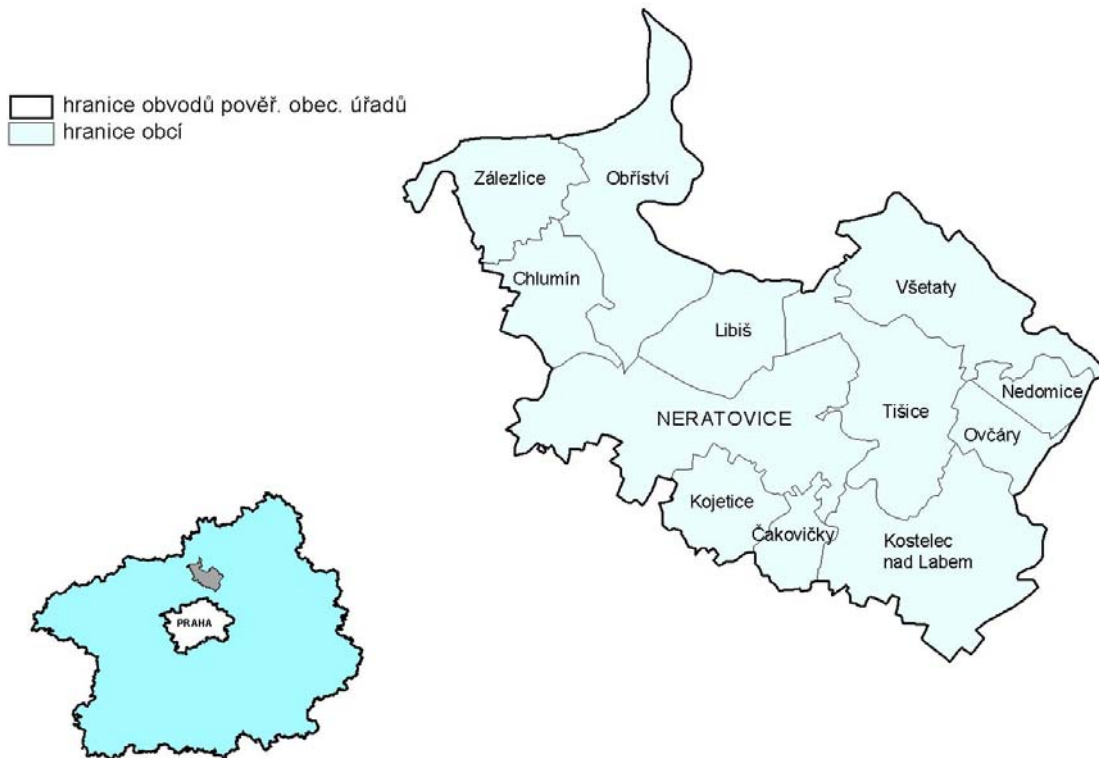 hranice obvodů pověř. obec. úřadů
hranice obcí
Zálezlice
Obříství
Chlumín
Všetaty
Libiš
Nedomice
NERATOVICE
Tišice
Ovčáry
Kojetice
Čakovičky
Kostelec
nad Labem
PRAHA